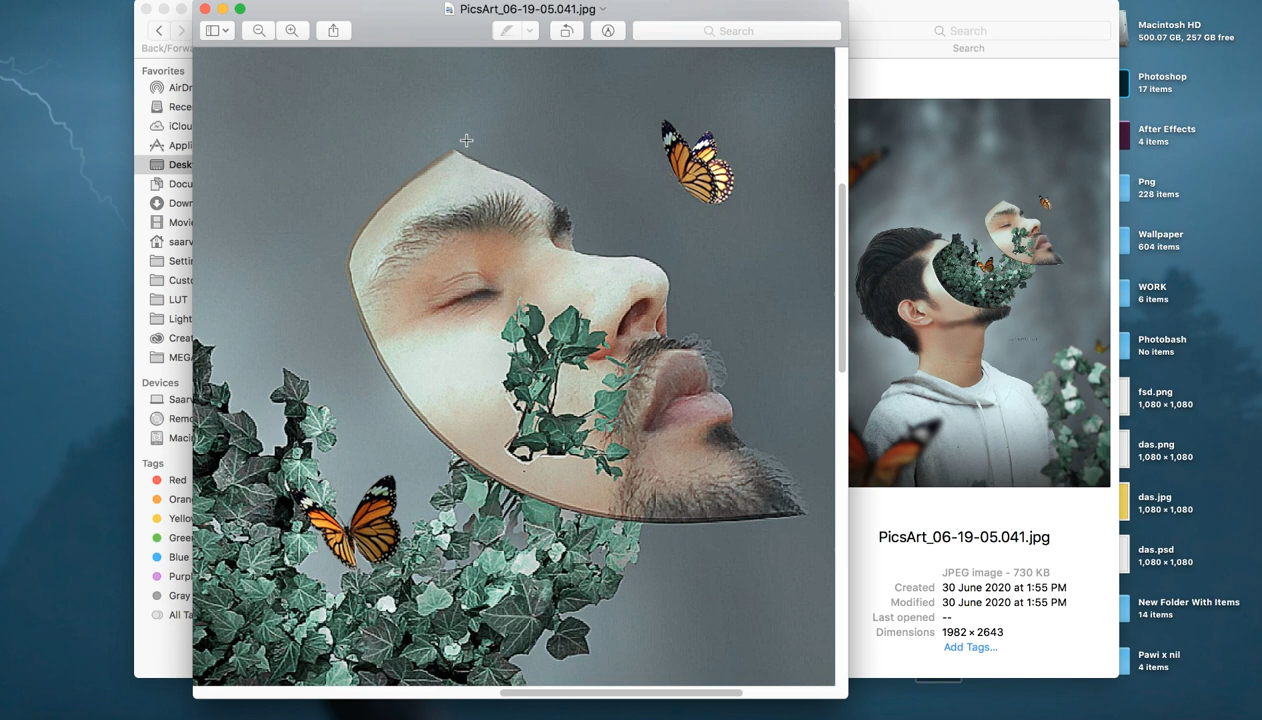 PicsArt_06-19-05.041.jpg
Search
Back/Forw
Search
Search
Favorites
AirDr
Rece
iClou
Appli
Desk
Docu
Down
Movie
saarv
Settin
Custo
LUT
Light
Creat
MEGA
Devices
Saarv
Remo
Macin
Tags
Red
Orang
Yellov
Green
Blue
Purpl
Gray
All Ta
PicsArt_06-19-05.041.jpg
JPEG image - 730 KB
Created 30 June 2020 at 1:55 PM
Modified 30 June 2020 at 1:55 PM
Last opened --
Dimensions 1982 × 2643
Add Tags...
Macintosh HD
500.07 GB, 257 GB free
Photoshop
17 items
After Effects
4 items
Png
228 items
Wallpaper
604 items
WORK
6 items
Photobash
No items
fsd.png
1,080 × 1,080
das.png
1,080 × 1,080
das.jpg
1,080 × 1,080
das.psd
1,080 × 1,080
New Folder With Items
14 items
Pawi x nil
4 items